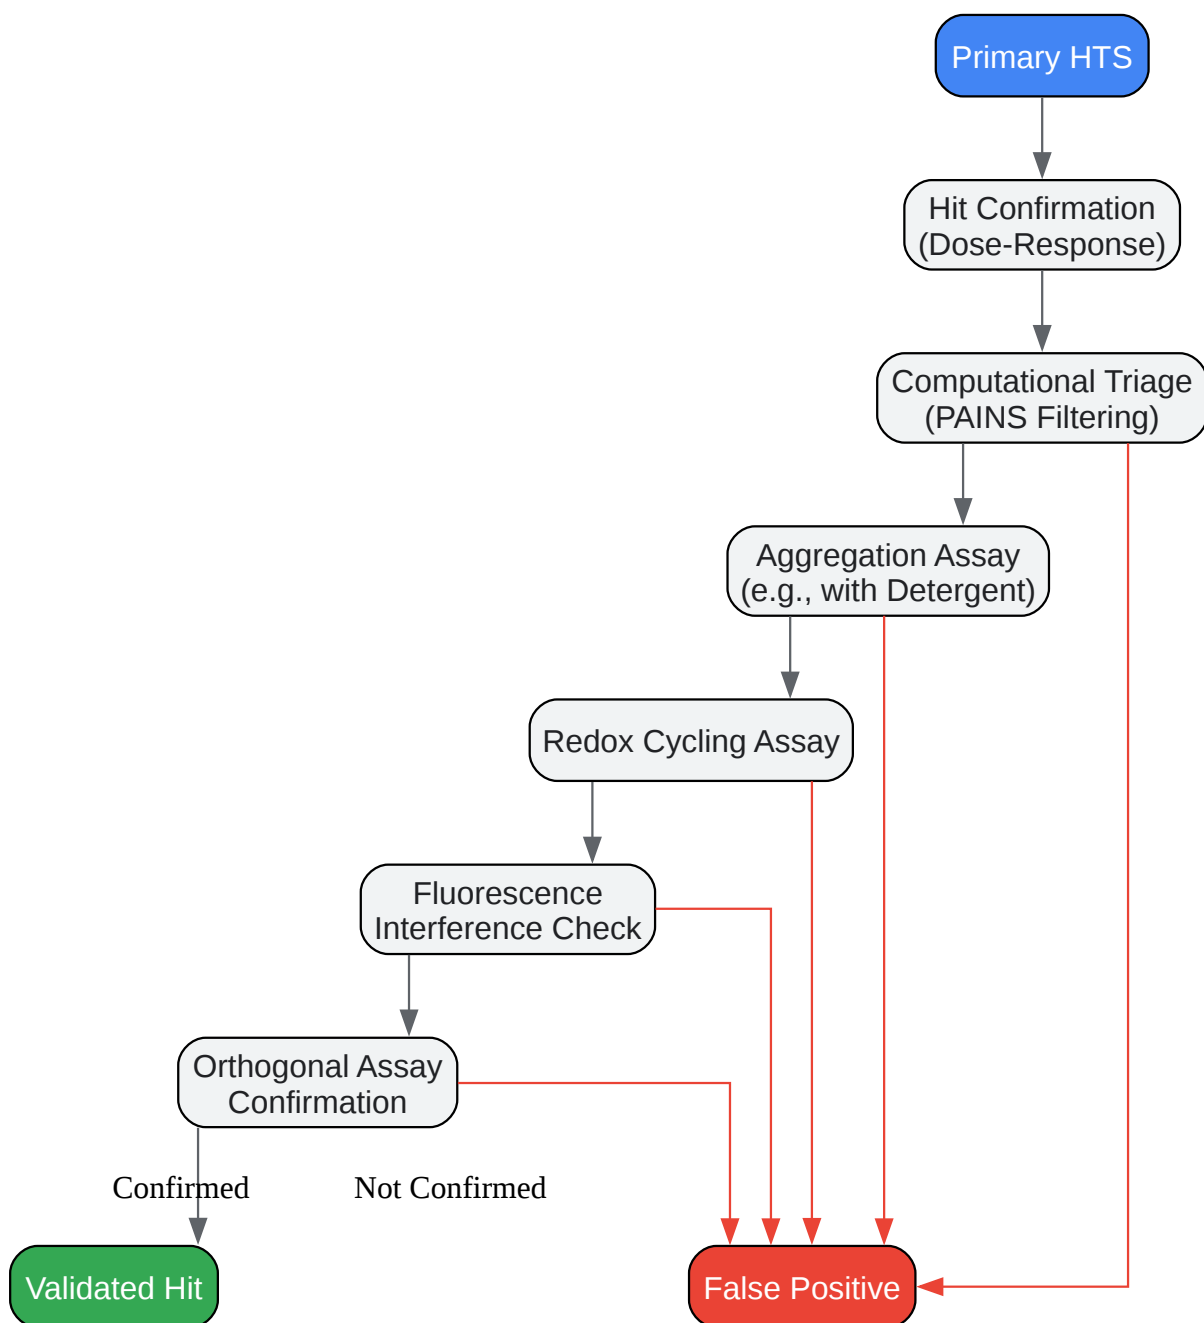 Primary HTS
Hit Confirmation
(Dose-Response)
Computational Triage
(PAINS Filtering)
Aggregation Assay
(e.g., with Detergent)
Redox Cycling Assay
Fluorescence
Interference Check
Orthogonal Assay
Confirmation
Confirmed
Not Confirmed
Validated Hit
False Positive